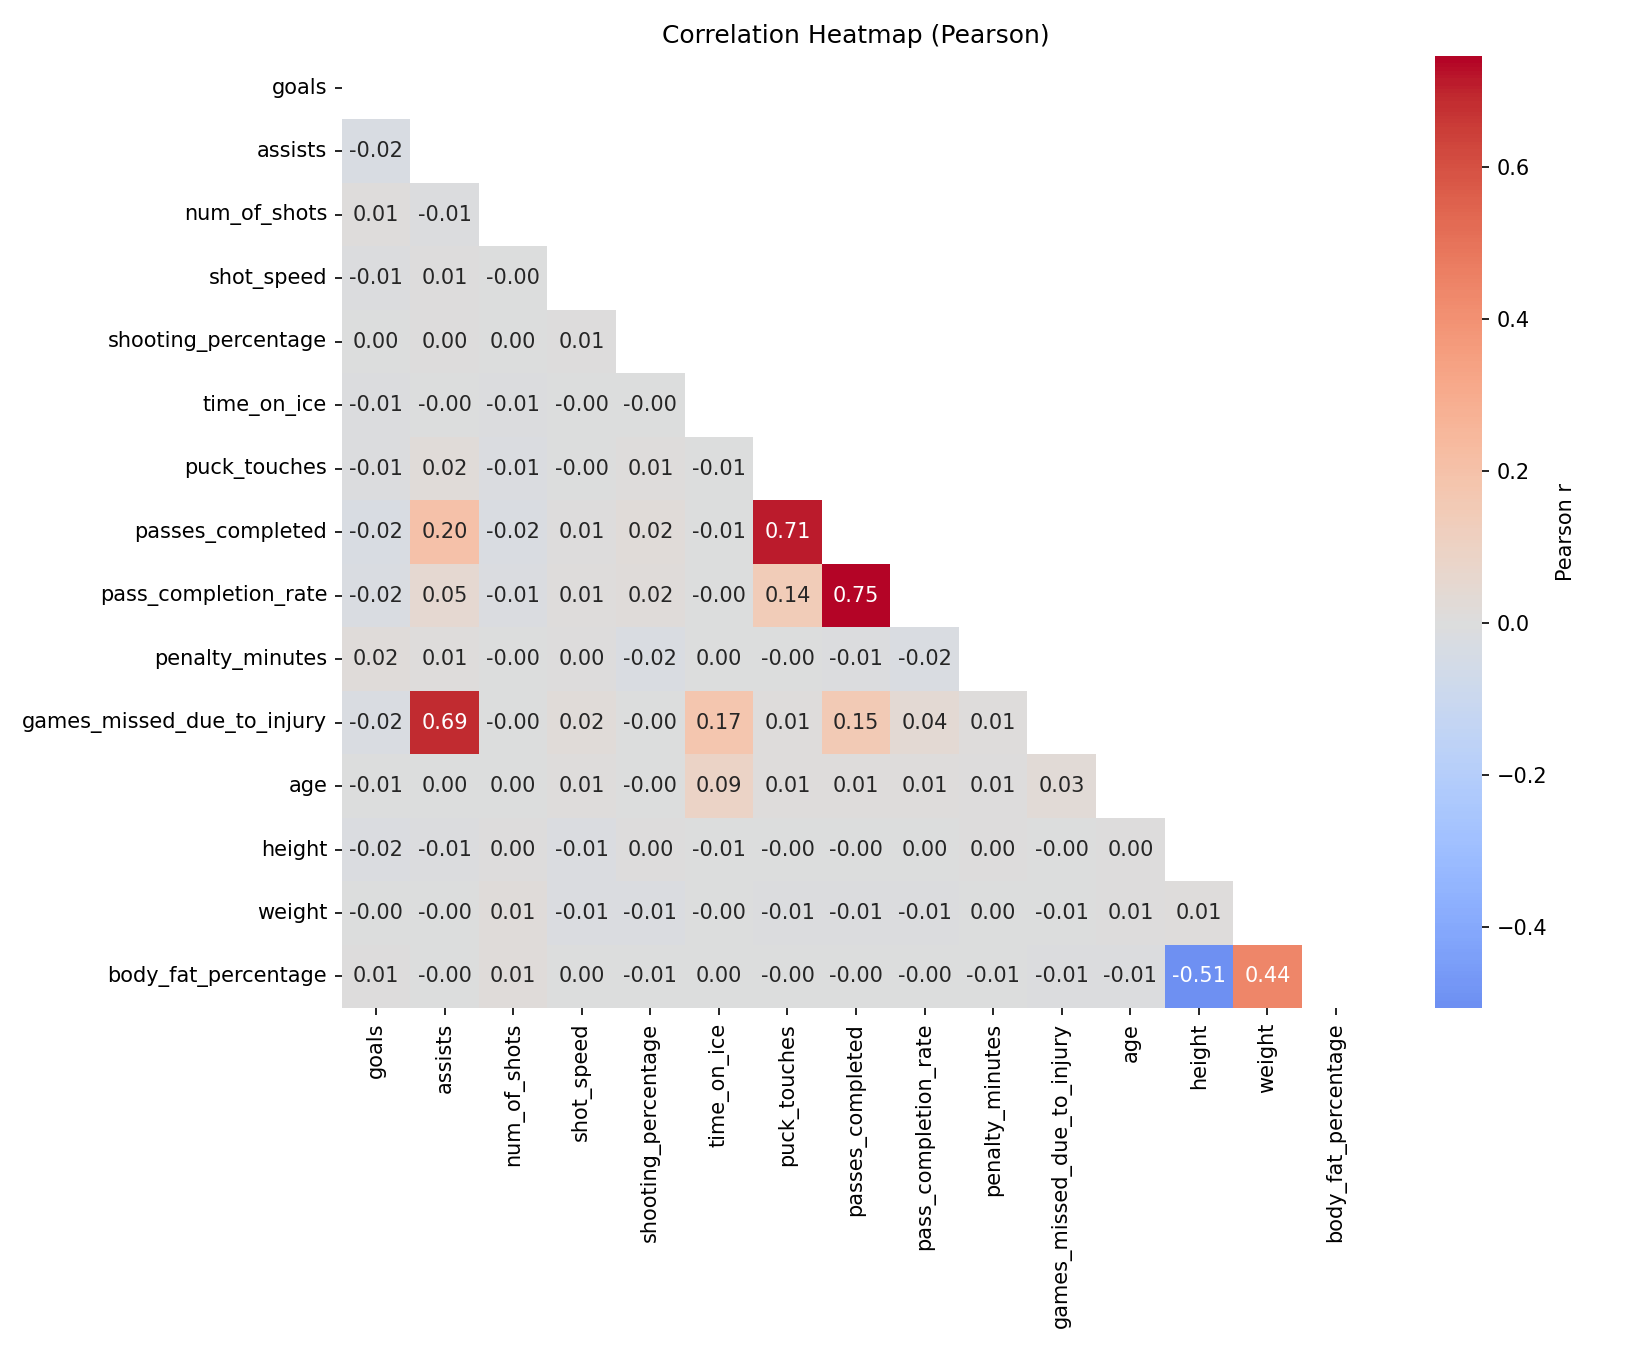 Correlation Heatmap (Pearson)
goals
assists -0.02
num_of_shots 0.01 -0.01
shot_speed -0.01 0.01 -0.00
shooting_percentage 0.00 0.00 0.00 0.01
time_on_ice -0.01 -0.00 -0.01 -0.00 -0.00
puck_touches -0.01 0.02 -0.01 -0.00 0.01 -0.01
passes_completed -0.02 0.20 -0.02 0.01 0.02 -0.01 0.71
pass_completion_rate -0.02 0.05 -0.01 0.01 0.02 -0.00 0.14 0.75
penalty_minutes 0.02 0.01 -0.00 0.00 -0.02 0.00 -0.00 -0.01 -0.02
games_missed_due_to_injury -0.02 0.69 -0.00 0.02 -0.00 0.17 0.01 0.15 0.04 0.01
age -0.01 0.00 0.00 0.01 -0.00 0.09 0.01 0.01 0.01 0.01 0.03
height -0.02 -0.01 0.00 -0.01 0.00 -0.01 -0.00 -0.00 0.00 0.00 -0.00 0.00
weight -0.00 -0.00 0.01 -0.01 -0.01 -0.00 -0.01 -0.01 -0.01 0.00 -0.01 0.01 0.01
body_fat_percentage 0.01 -0.00 0.01 0.00 -0.01 0.00 -0.00 -0.00 -0.00 -0.01 -0.01 -0.01 -0.51 0.44
goals
assists
num_of_shots
shot_speed
shooting_percentage
time_on_ice
puck_touches
passes_completed
pass_completion_rate
penalty_minutes
games_missed_due_to_injury
age
height
weight
body_fat_percentage
0.6
0.4
0.2
0.0
−0.2
−0.4
Pearson r